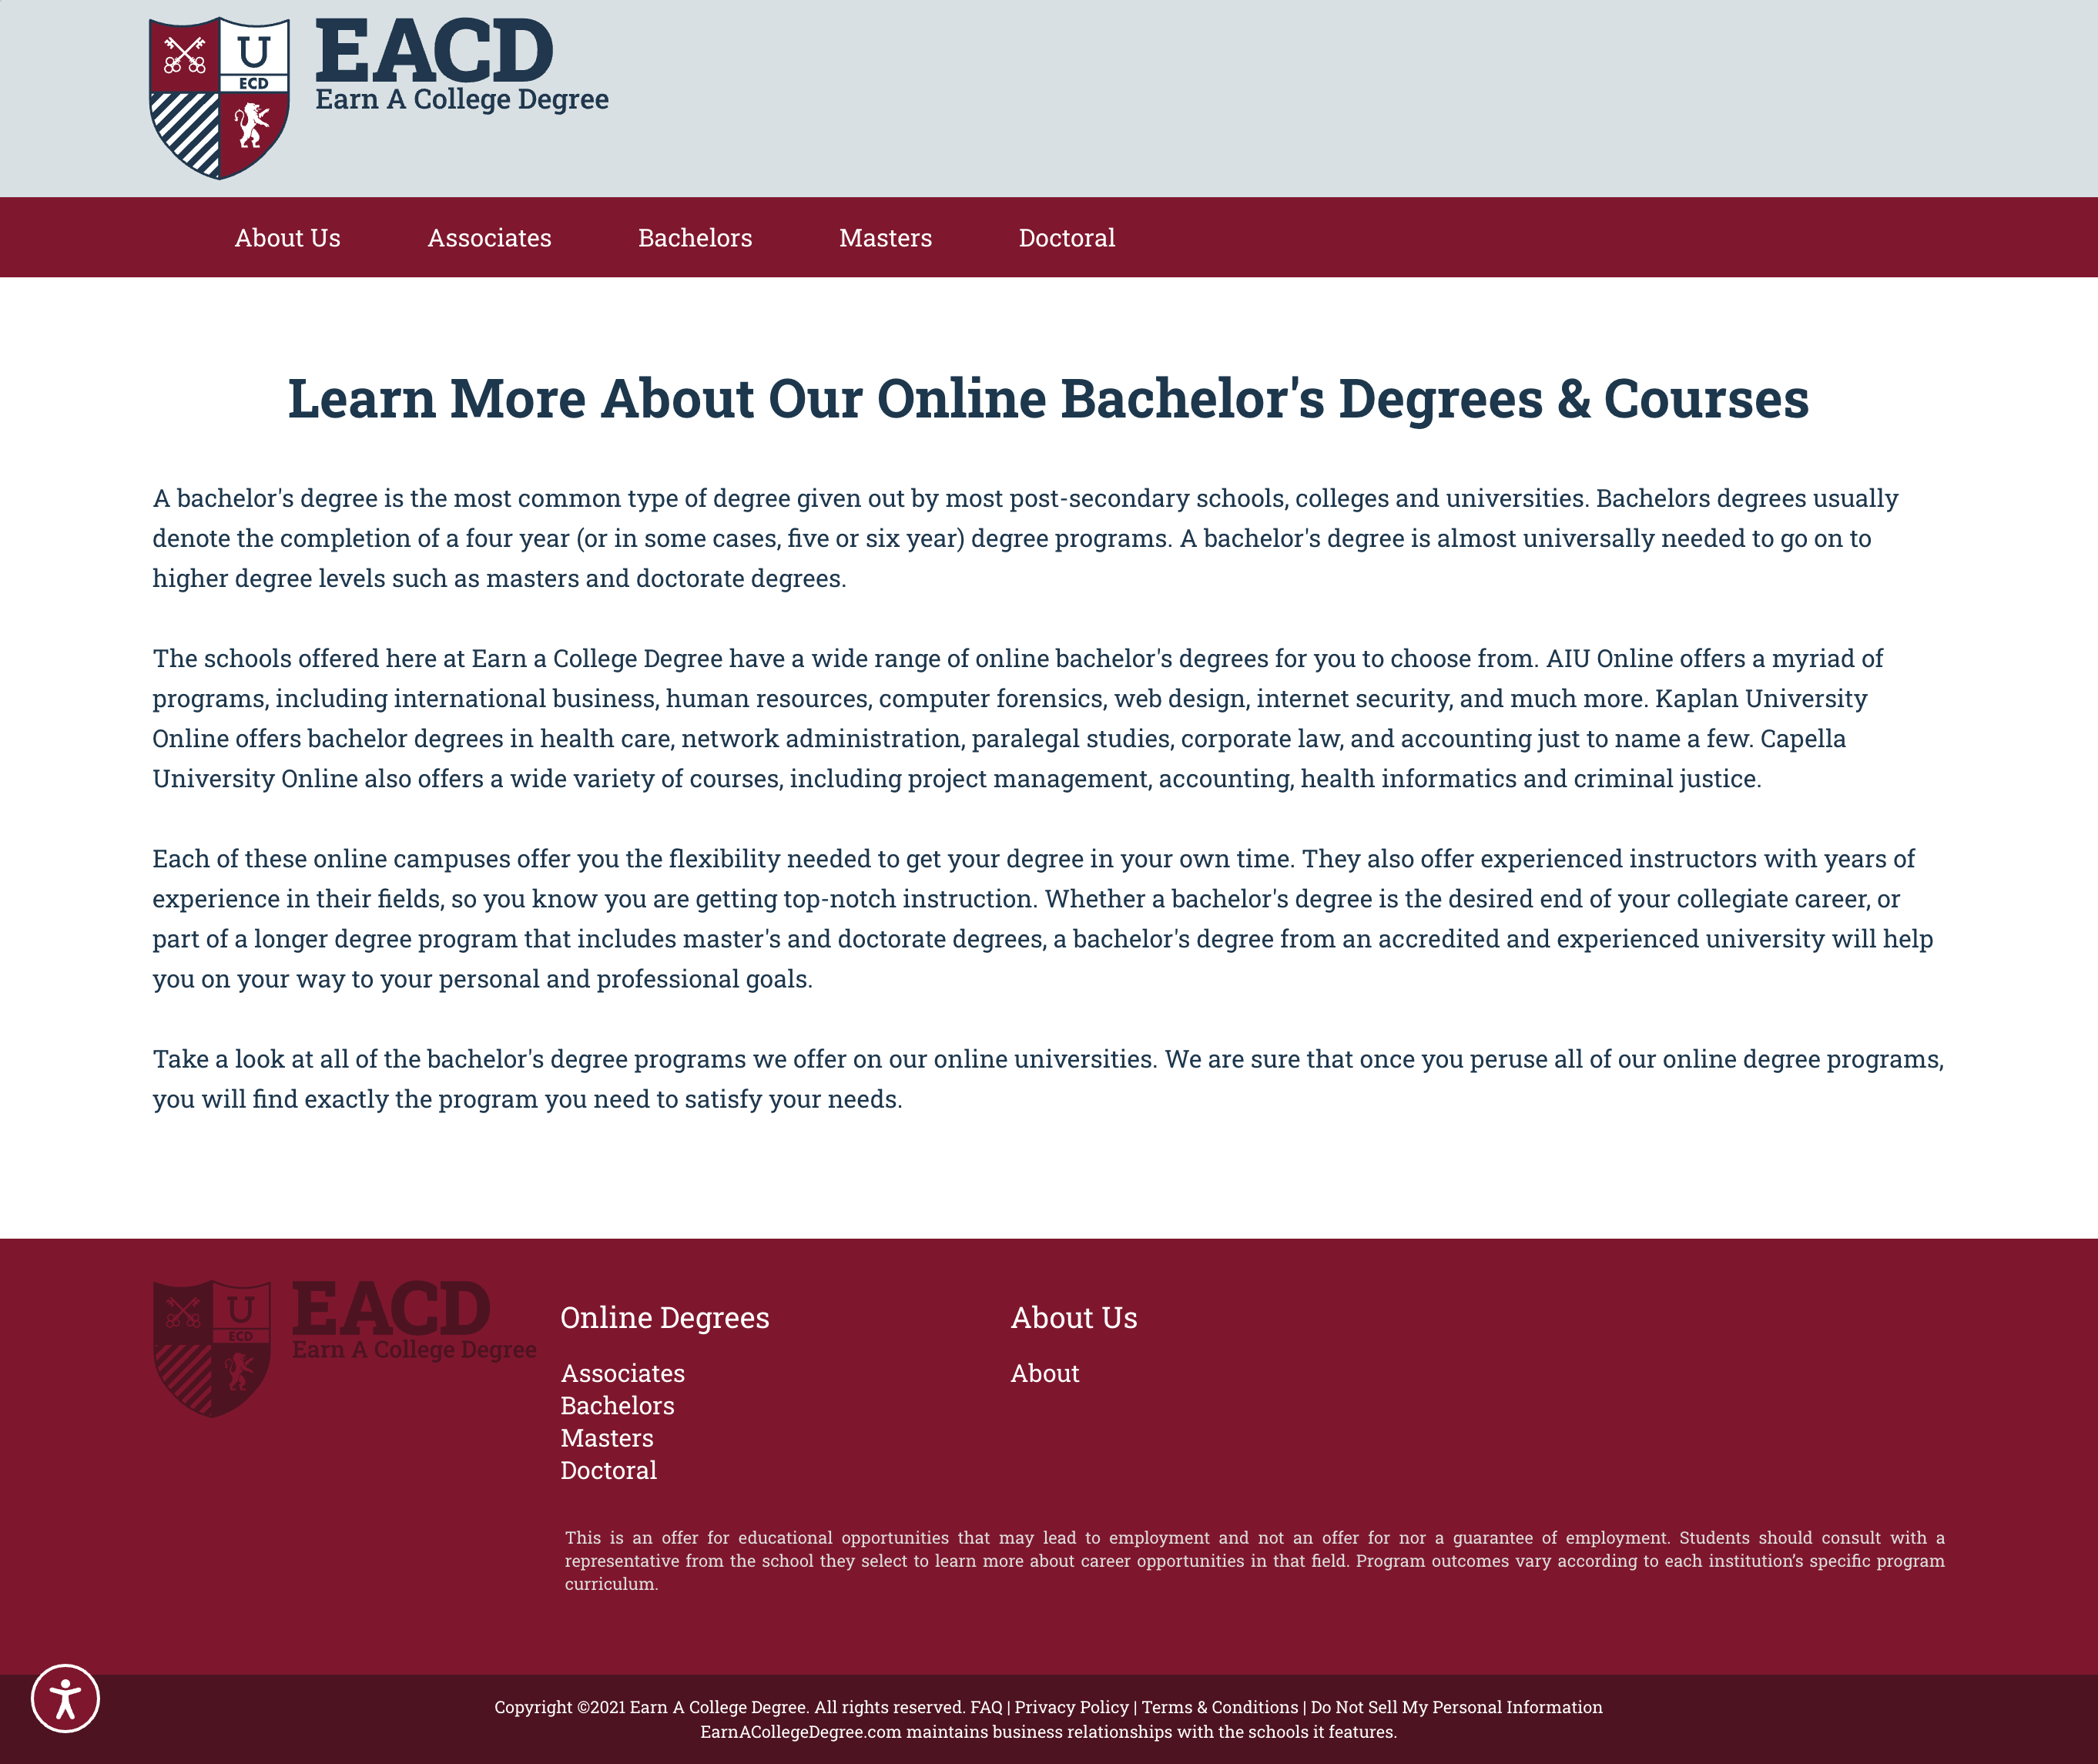 U
ECD
EACD
Earn A College Degree
About Us Associates Bachelors Masters Doctoral
Learn More About Our Online Bachelor's Degrees & Courses
A bachelor's degree is the most common type of degree given out by most post-secondary schools, colleges and universities. Bachelors degrees usually
denote the completion of a four year (or in some cases, five or six year) degree programs. A bachelor's degree is almost universally needed to go on to
higher degree levels such as masters and doctorate degrees.
The schools offered here at Earn a College Degree have a wide range of online bachelor's degrees for you to choose from. AIU Online offers a myriad of
programs, including international business, human resources, computer forensics, web design, internet security, and much more. Kaplan University
Online offers bachelor degrees in health care, network administration, paralegal studies, corporate law, and accounting just to name a few. Capella
University Online also offers a wide variety of courses, including project management, accounting, health informatics and criminal justice.
Each of these online campuses offer you the flexibility needed to get your degree in your own time. They also offer experienced instructors with years of
experience in their fields, so you know you are getting top-notch instruction. Whether a bachelor's degree is the desired end of your collegiate career, or
part of a longer degree program that includes master's and doctorate degrees, a bachelor's degree from an accredited and experienced university will help
you on your way to your personal and professional goals.
Take a look at all of the bachelor's degree programs we offer on our online universities. We are sure that once you peruse all of our online degree programs,
you will find exactly the program you need to satisfy your needs.
U
ECD
EACD
Earn A College Degree
Online Degrees
Associates
Bachelors
Masters
Doctoral
About Us
About
This is an offer for educational opportunities that may lead to employment and not an offer for nor a guarantee of employment. Students should consult with a
representative from the school they select to learn more about career opportunities in that field. Program outcomes vary according to each institution's specific program
curriculum.
Copyright ©2021 Earn A College Degree. All rights reserved. FAQ | Privacy Policy | Terms & Conditions | Do Not Sell My Personal Information
EarnACollegeDegree.com maintains business relationships with the schools it features.